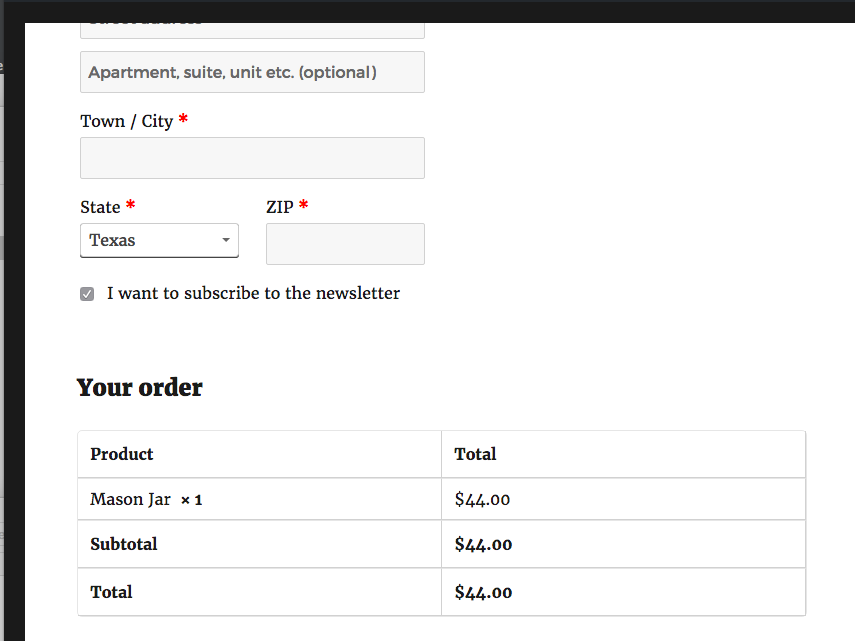 Apartment, suite, unit etc. (optional)
Town / City *
State * ZIP *
Texas
I want to subscribe to the newsletter
Your order
Product Total
Mason Jar × 1 $44.00
Subtotal $44.00
Total $44.00